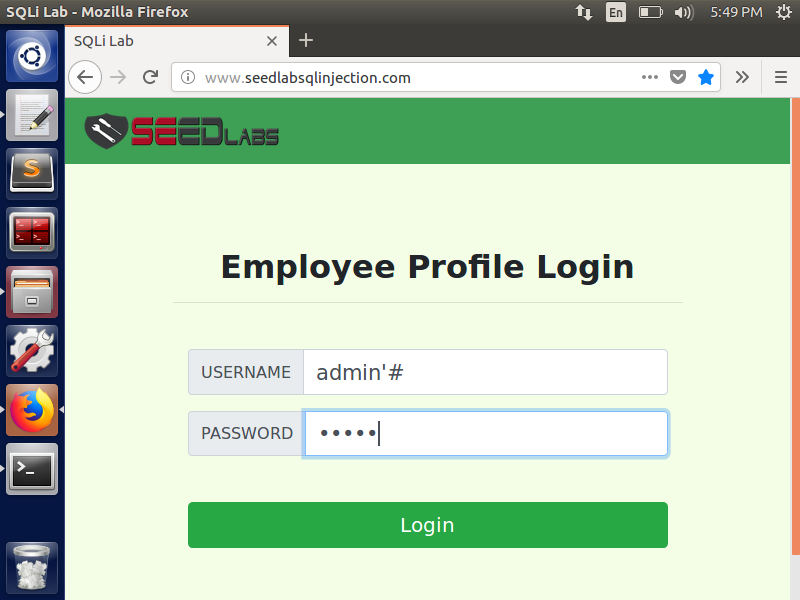 SQLi Lab - Mozilla Firefox
En
5:49 PM
SQLi Lab
www.seedlabsqlinjection.com
SEEDLABS
Employee Profile Login
USERNAME admin'#
PASSWORD •••••
Login